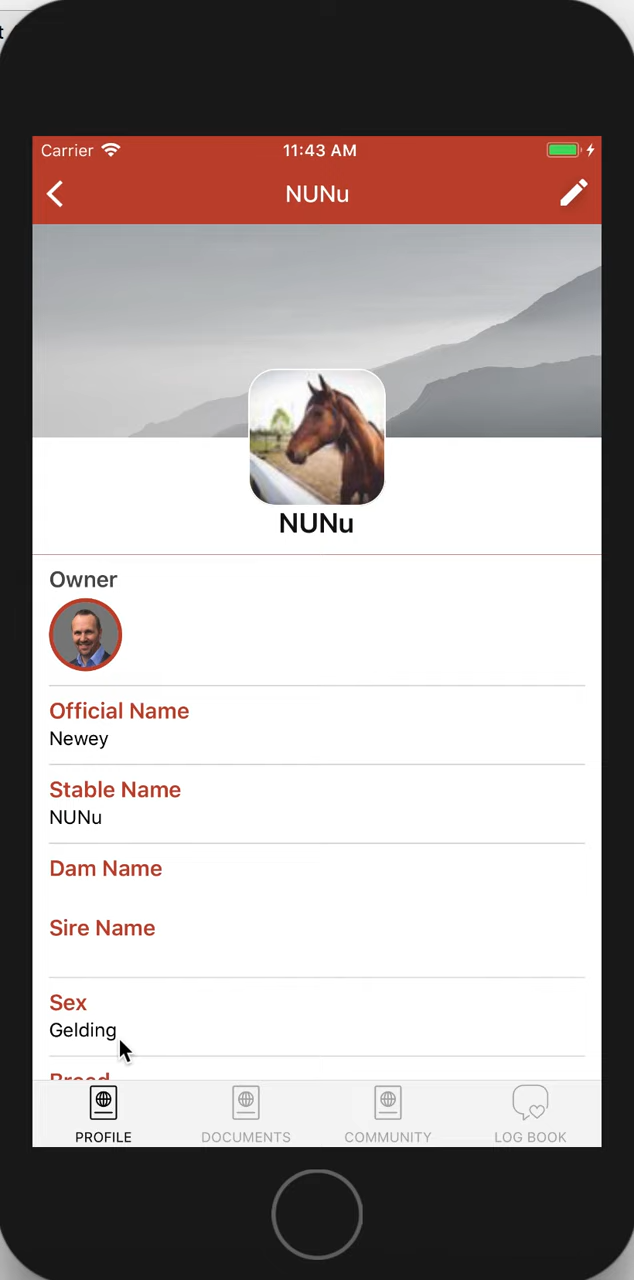 t
Carrier 11:43 AM
NUNu
NUNu
Owner
Official Name
Newey
Stable Name
NUNu
Dam Name
Sire Name
Sex
Gelding
Breed
PROFILE DOCUMENTS COMMUNITY LOG BOOK